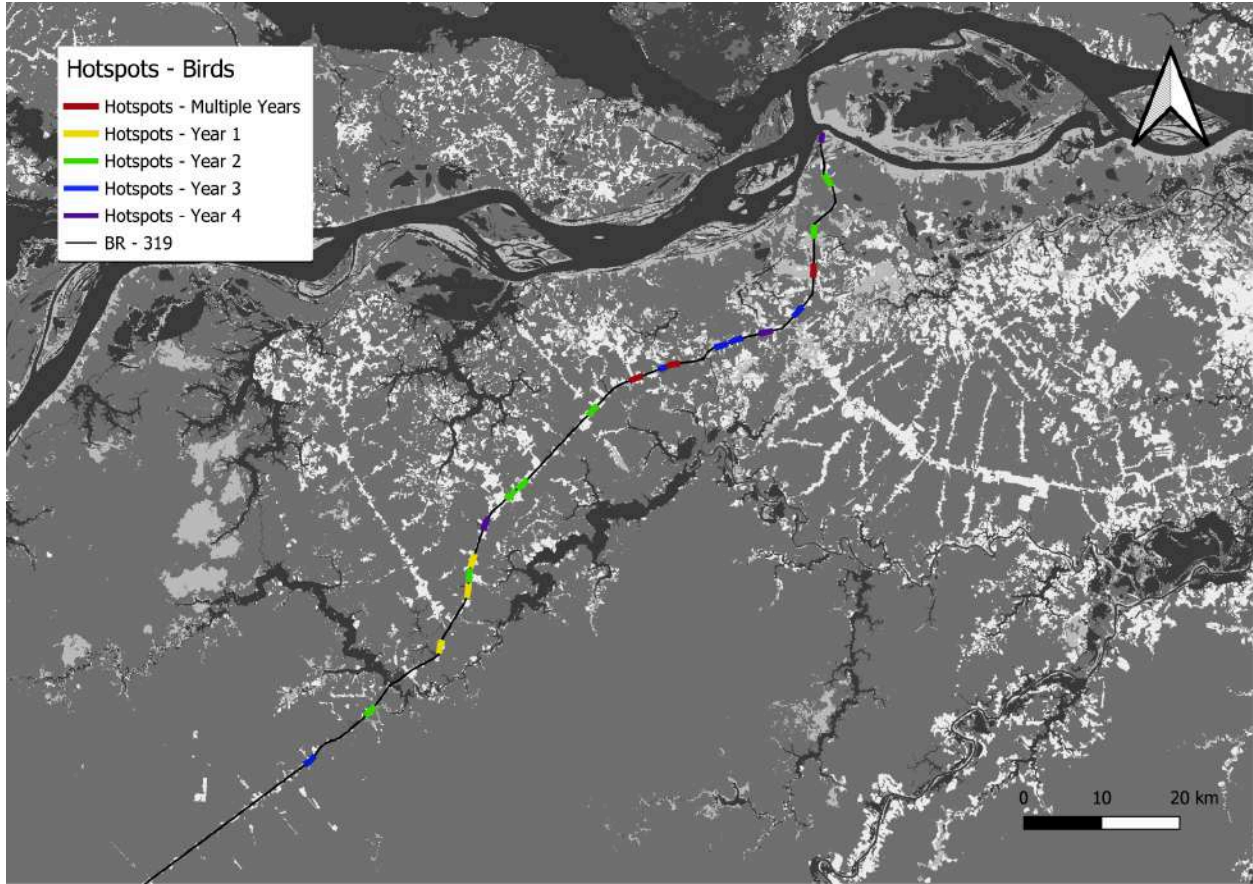 Hotspots - Birds
Hotspots - Multiple Years
Hotspots - Year 1
Hotspots - Year 2
Hotspots - Year 3
Hotspots - Year 4
BR - 319
0 10 20 km